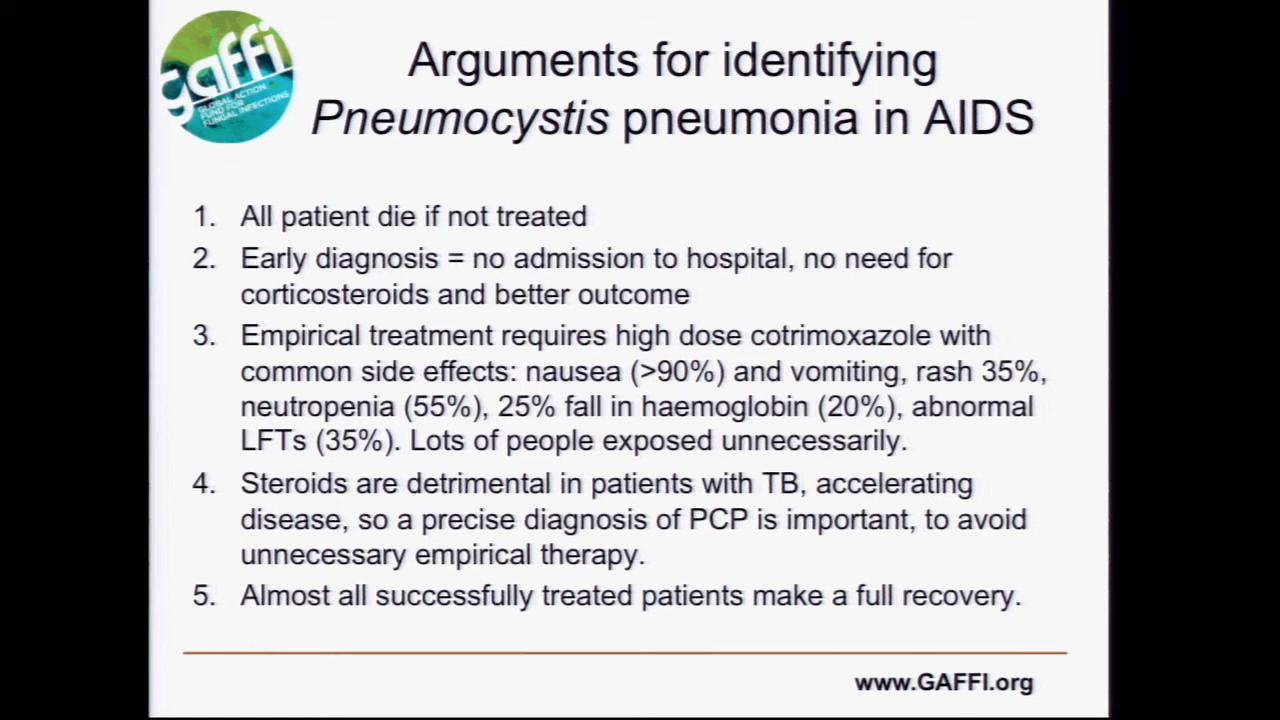 gaffi
GLOBAL ACTION
FUND FOR
FUNGAL INFECTIONS
Arguments for identifying
Pneumocystis pneumonia in AIDS
1. All patient die if not treated
2. Early diagnosis = no admission to hospital, no need for
corticosteroids and better outcome
3. Empirical treatment requires high dose cotrimoxazole with
common side effects: nausea (>90%) and vomiting, rash 35%,
neutropenia (55%), 25% fall in haemoglobin (20%), abnormal
LFTs (35%). Lots of people exposed unnecessarily.
4. Steroids are detrimental in patients with TB, accelerating
disease, so a precise diagnosis of PCP is important, to avoid
unnecessary empirical therapy.
5. Almost all successfully treated patients make a full recovery.
www.GAFFI.org